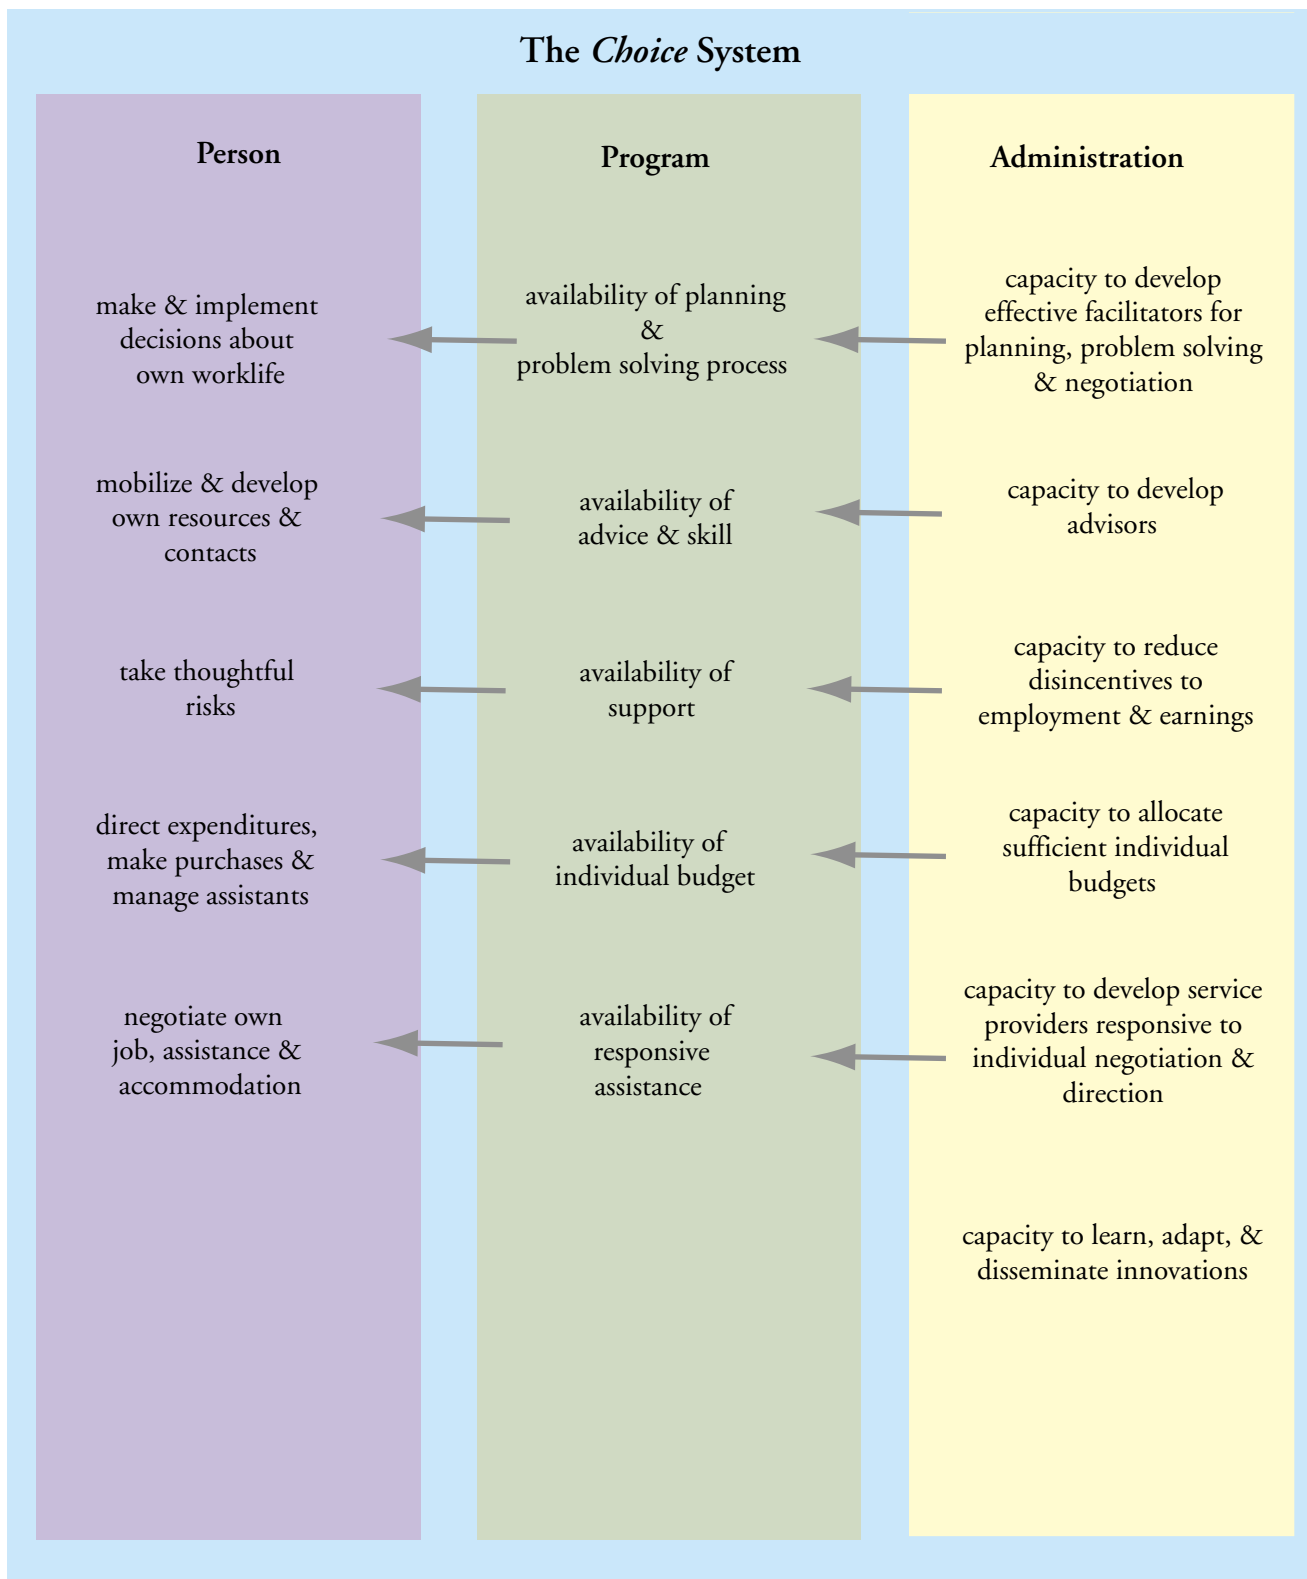 The Choice System
Person
make & implement
decisions about
own worklife
mobilize & develop
own resources &
contacts
take thoughtful
risks
direct expenditures,
make purchases &
manage assistants
negotiate own
job, assistance &
accommodation
Program
availability of planning
&
problem solving process
availability of
advice & skill
availability of
support
availability of
individual budget
availability of
responsive
assistance
Administration
capacity to develop
effective facilitators for
planning, problem solving
& negotiation
capacity to develop
advisors
capacity to reduce
disincentives to
employment & earnings
capacity to allocate
sufficient individual
budgets
capacity to develop service
providers responsive to
individual negotiation &
direction
capacity to learn, adapt, &
disseminate innovations